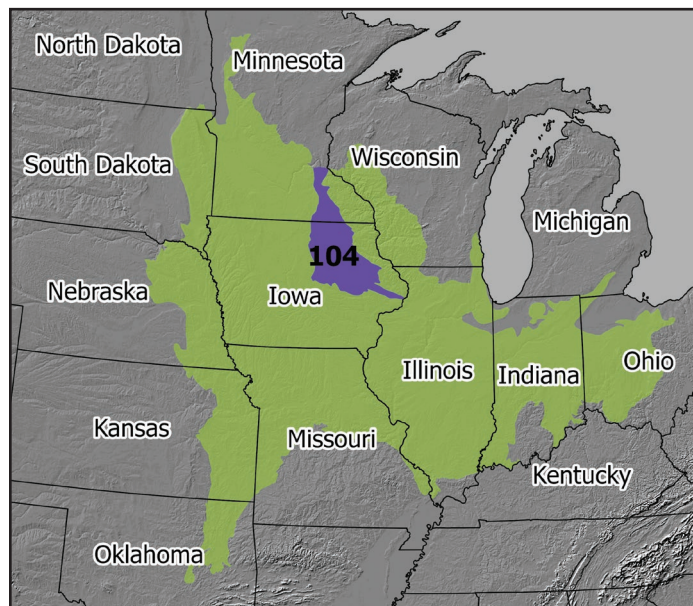 North Dakota
Minnesota
South Dakota
Wisconsin
Michigan
104
Nebraska
Iowa
Illinois
Indiana
Ohio
Kansas
Missouri
Kentucky
Oklahoma